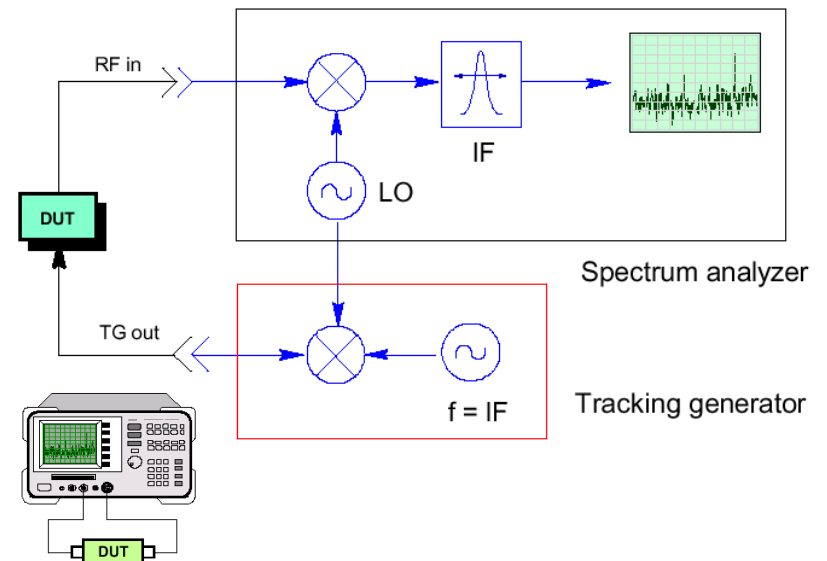 RF in
IF
LO
DUT
Spectrum analyzer
TG out
f = IF
Tracking generator
DUT